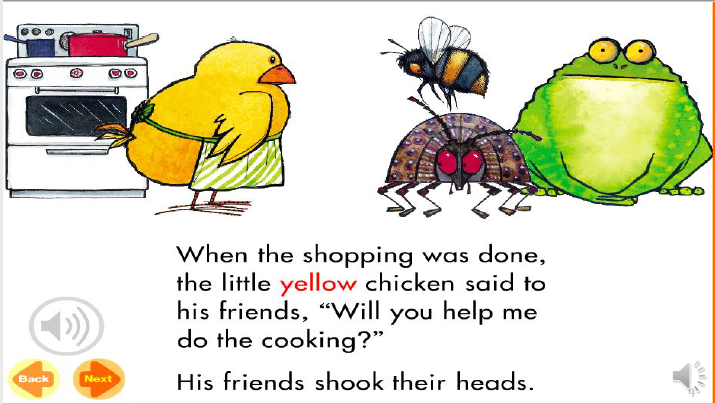 When the shopping was done,
the little yellow chicken said to
his friends, “Will you help me
do the cooking?”
His friends shook their heads.
Back
Next